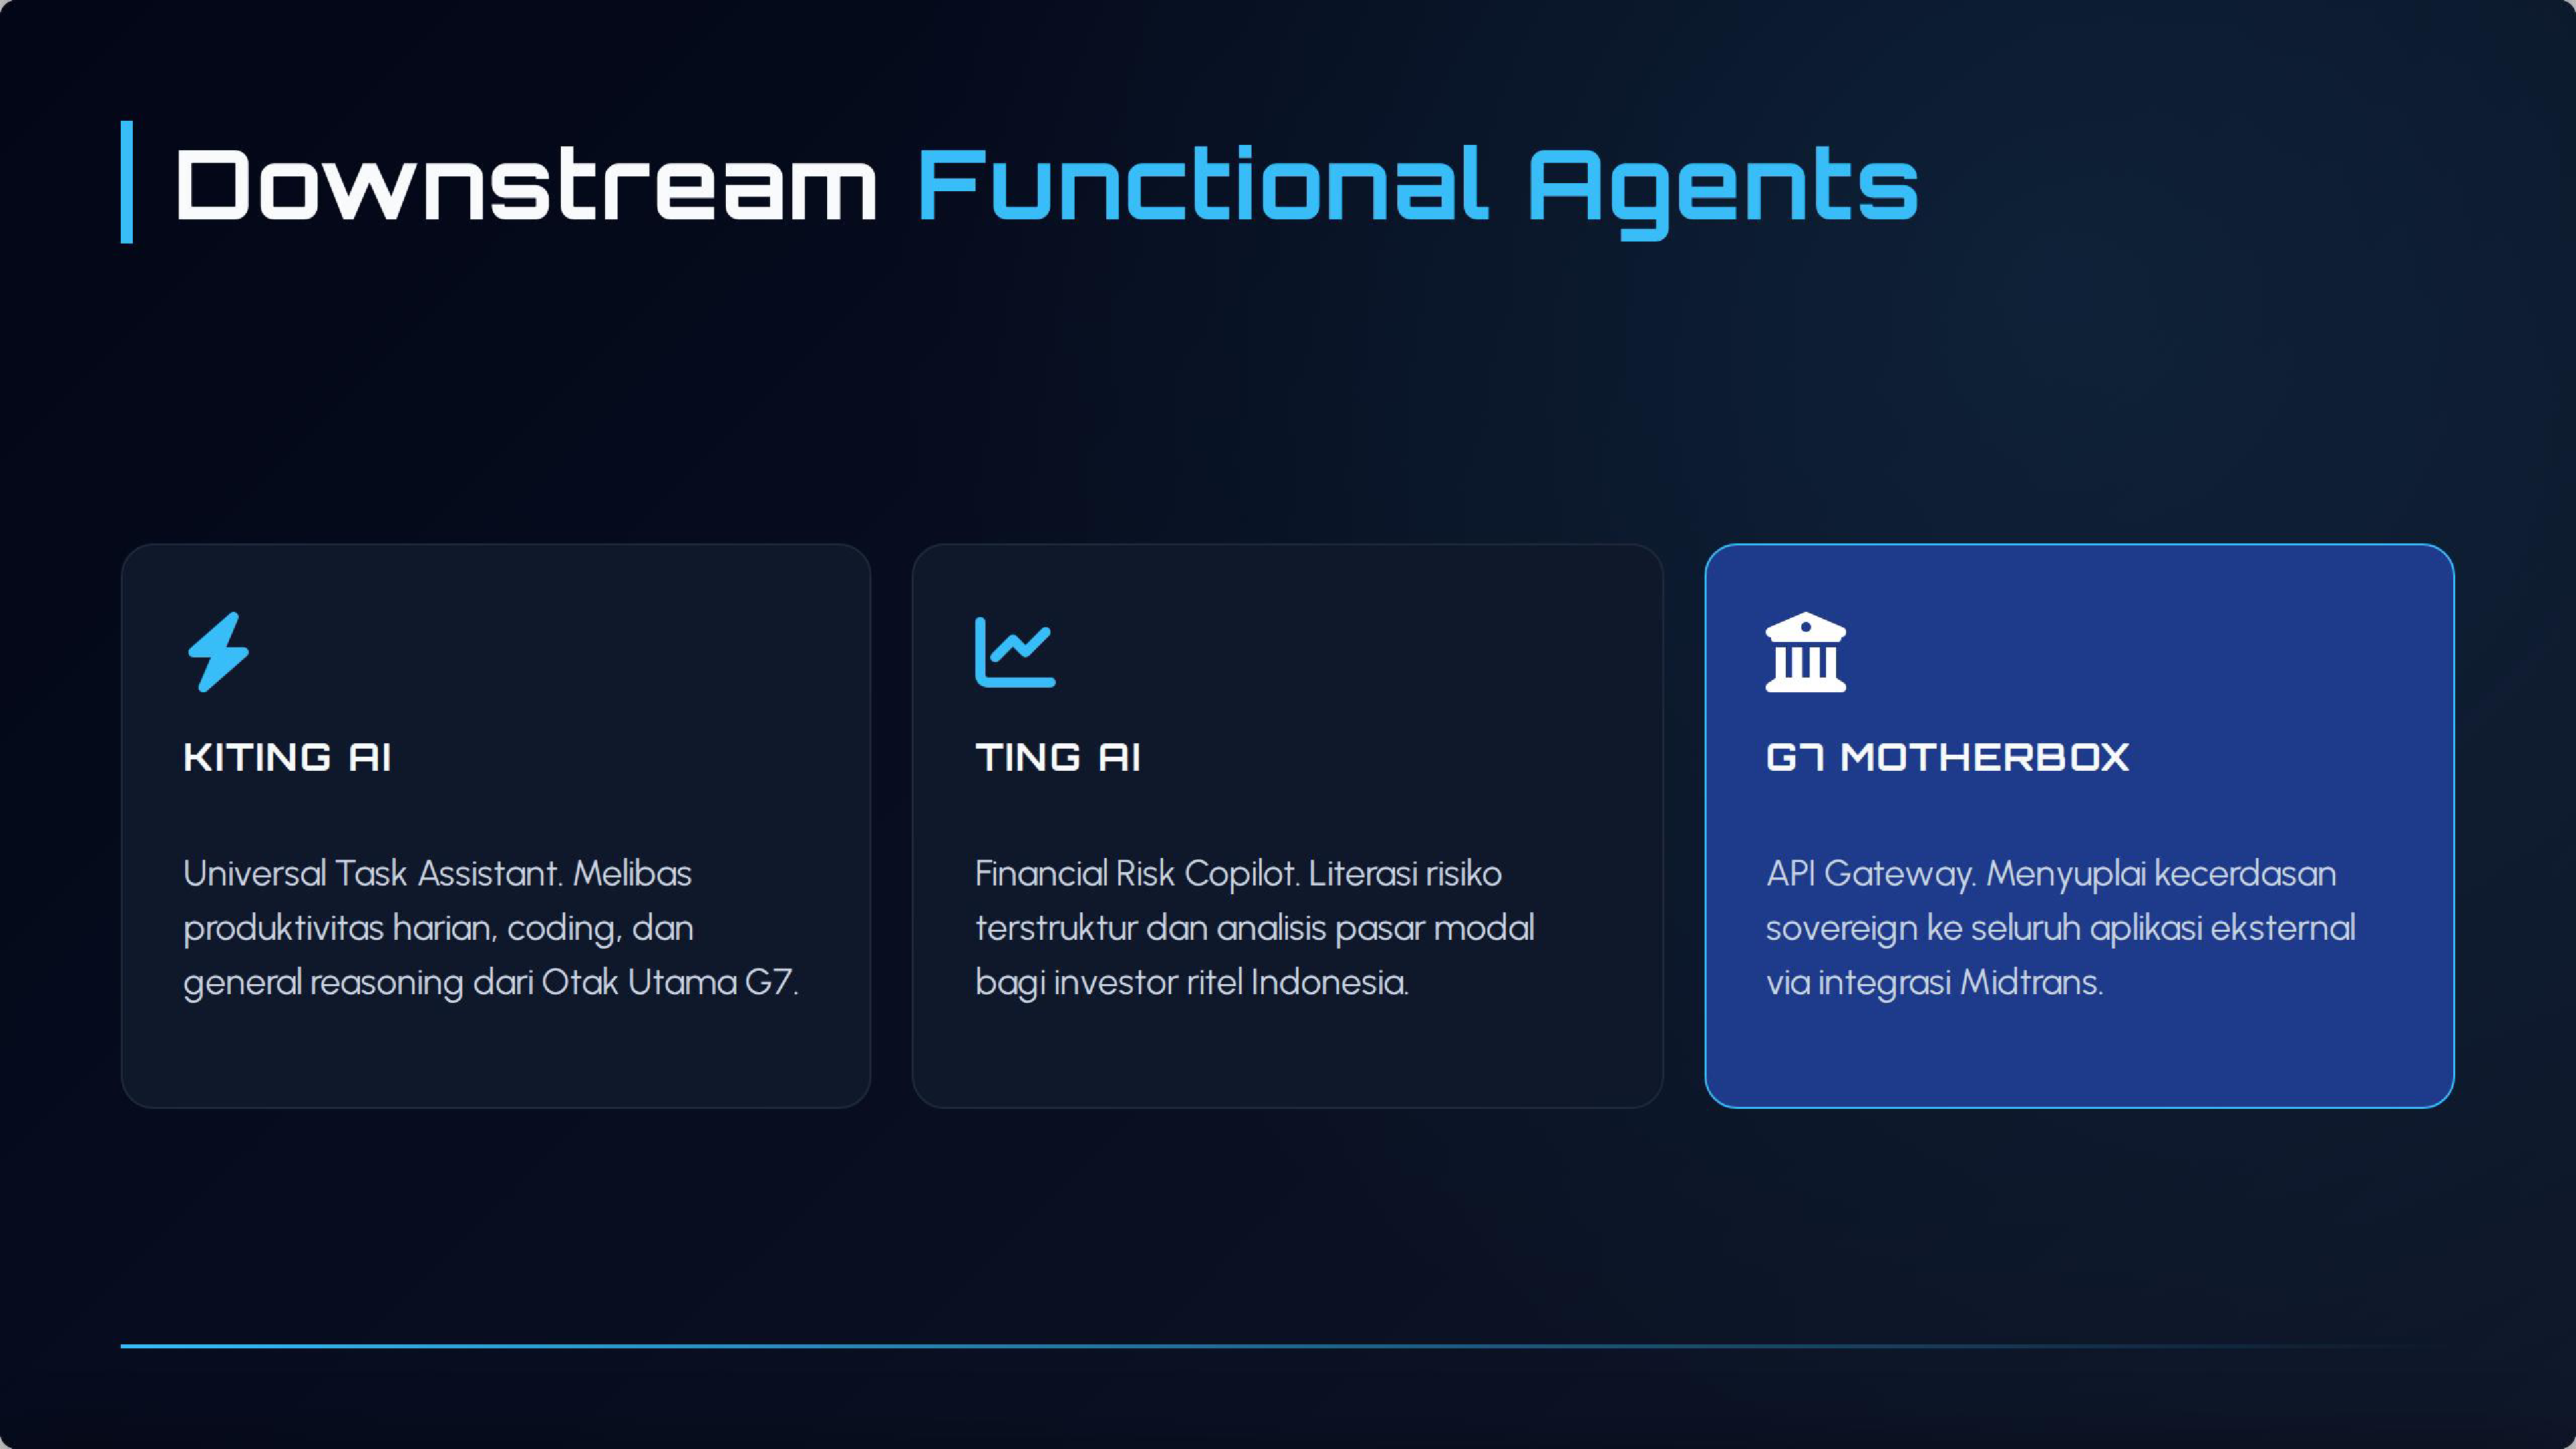 Downstream Functional Agents
KITING AI
Universal Task Assistant. Melibas
produktivitas harian, coding, dan
general reasoning dari Otak Utama G7.
TING AI
Financial Risk Copilot. Literasi risiko
terstruktur dan analisis pasar modal
bagi investor ritel Indonesia.
G7 MOTHERBOX
API Gateway. Menyuplai kecerdasan
sovereign ke seluruh aplikasi eksternal
via integrasi Midtrans.